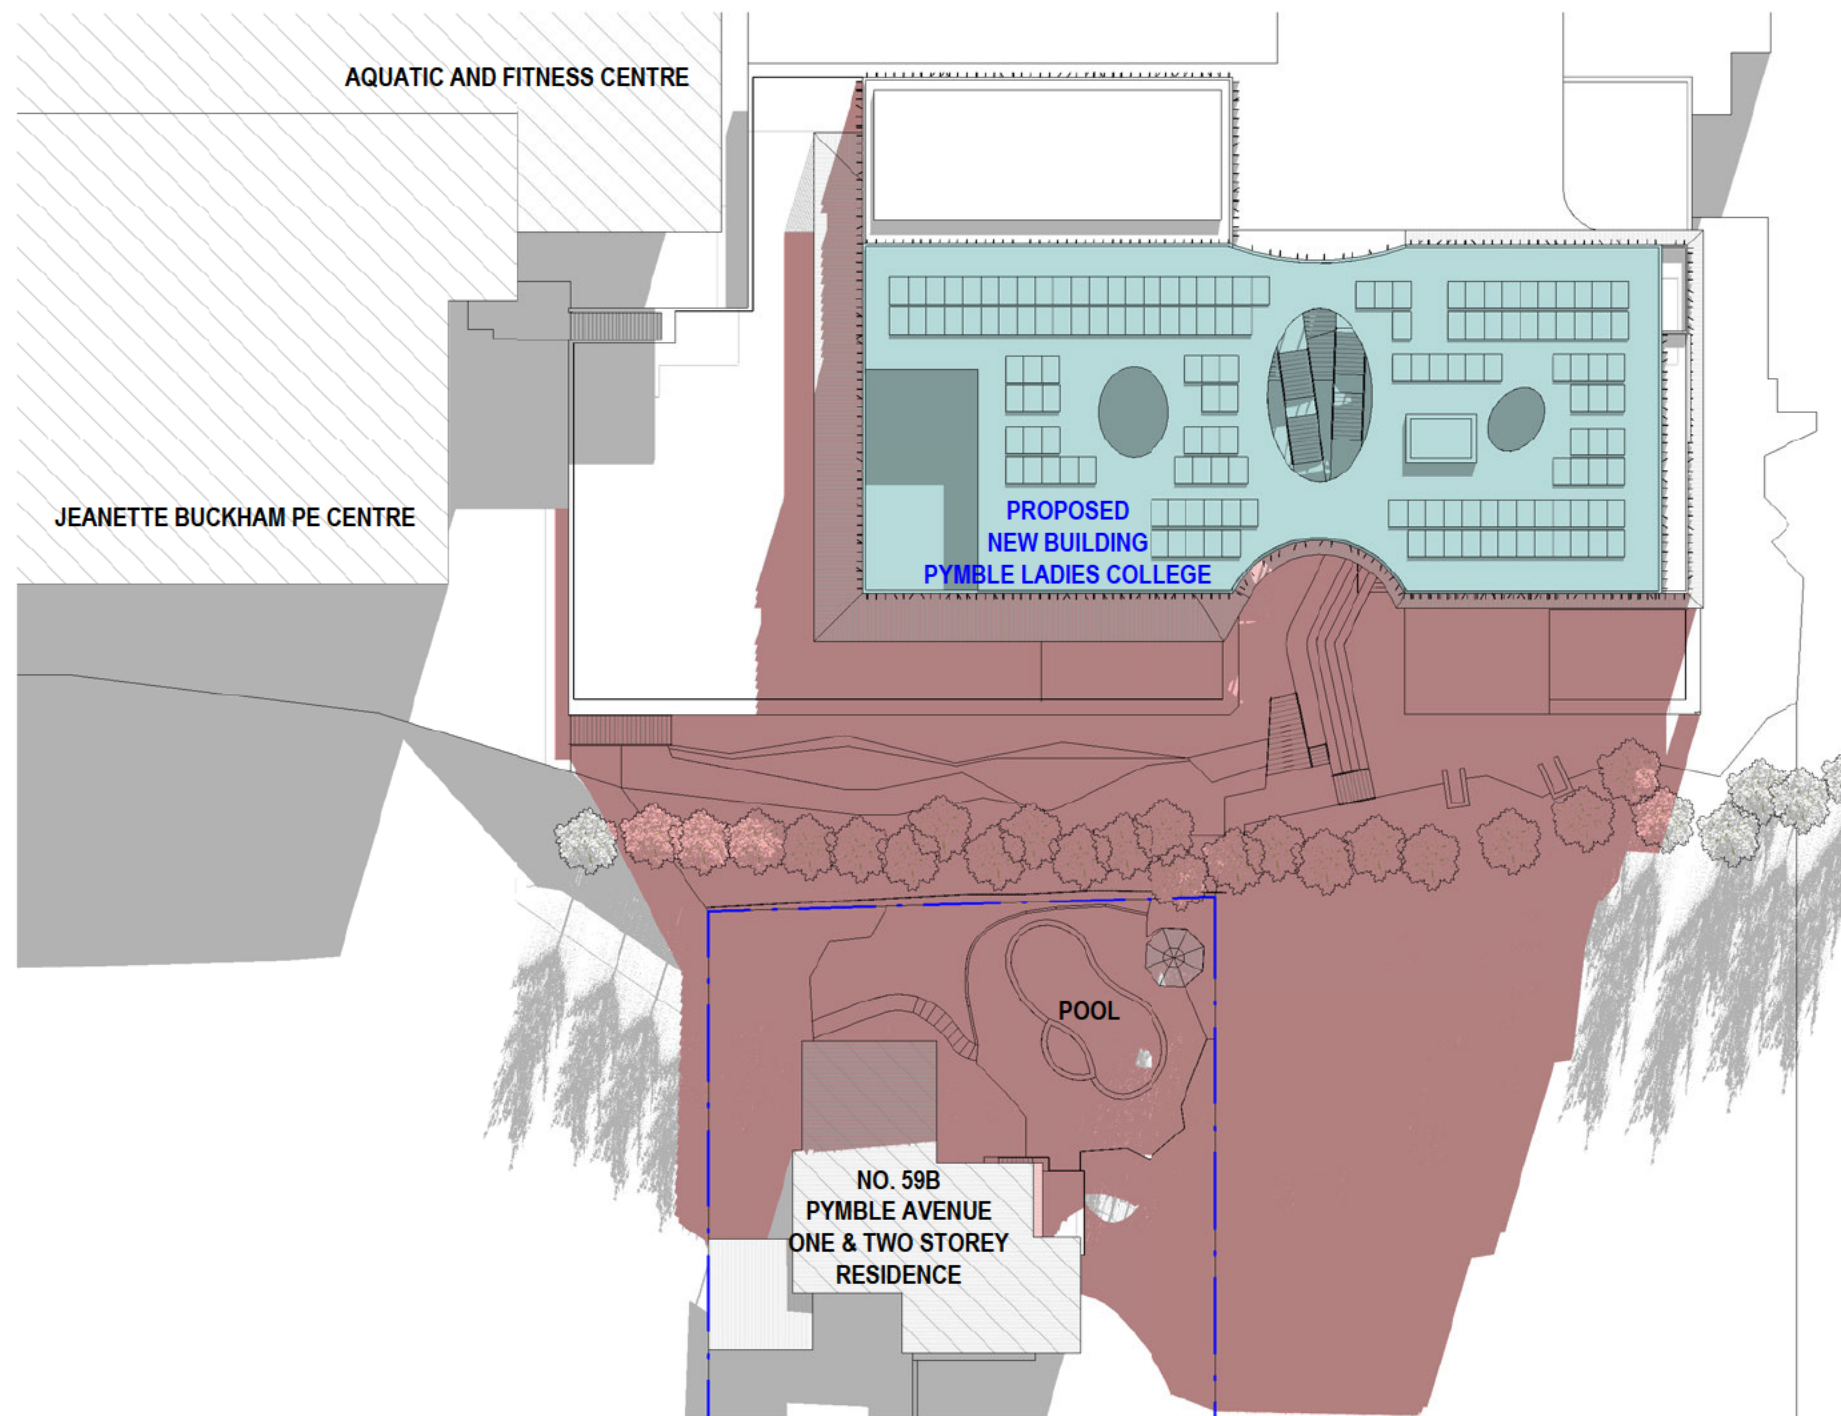 AQUATIC AND FITNESS CENTRE
JEANETTE BUCKHAM PE CENTRE
PROPOSED
NEW BUILDING
PYMBLE LADIES COLLEGE
POOL
NO. 59B
PYMBLE AVENUE
ONE & TWO STOREY
RESIDENCE